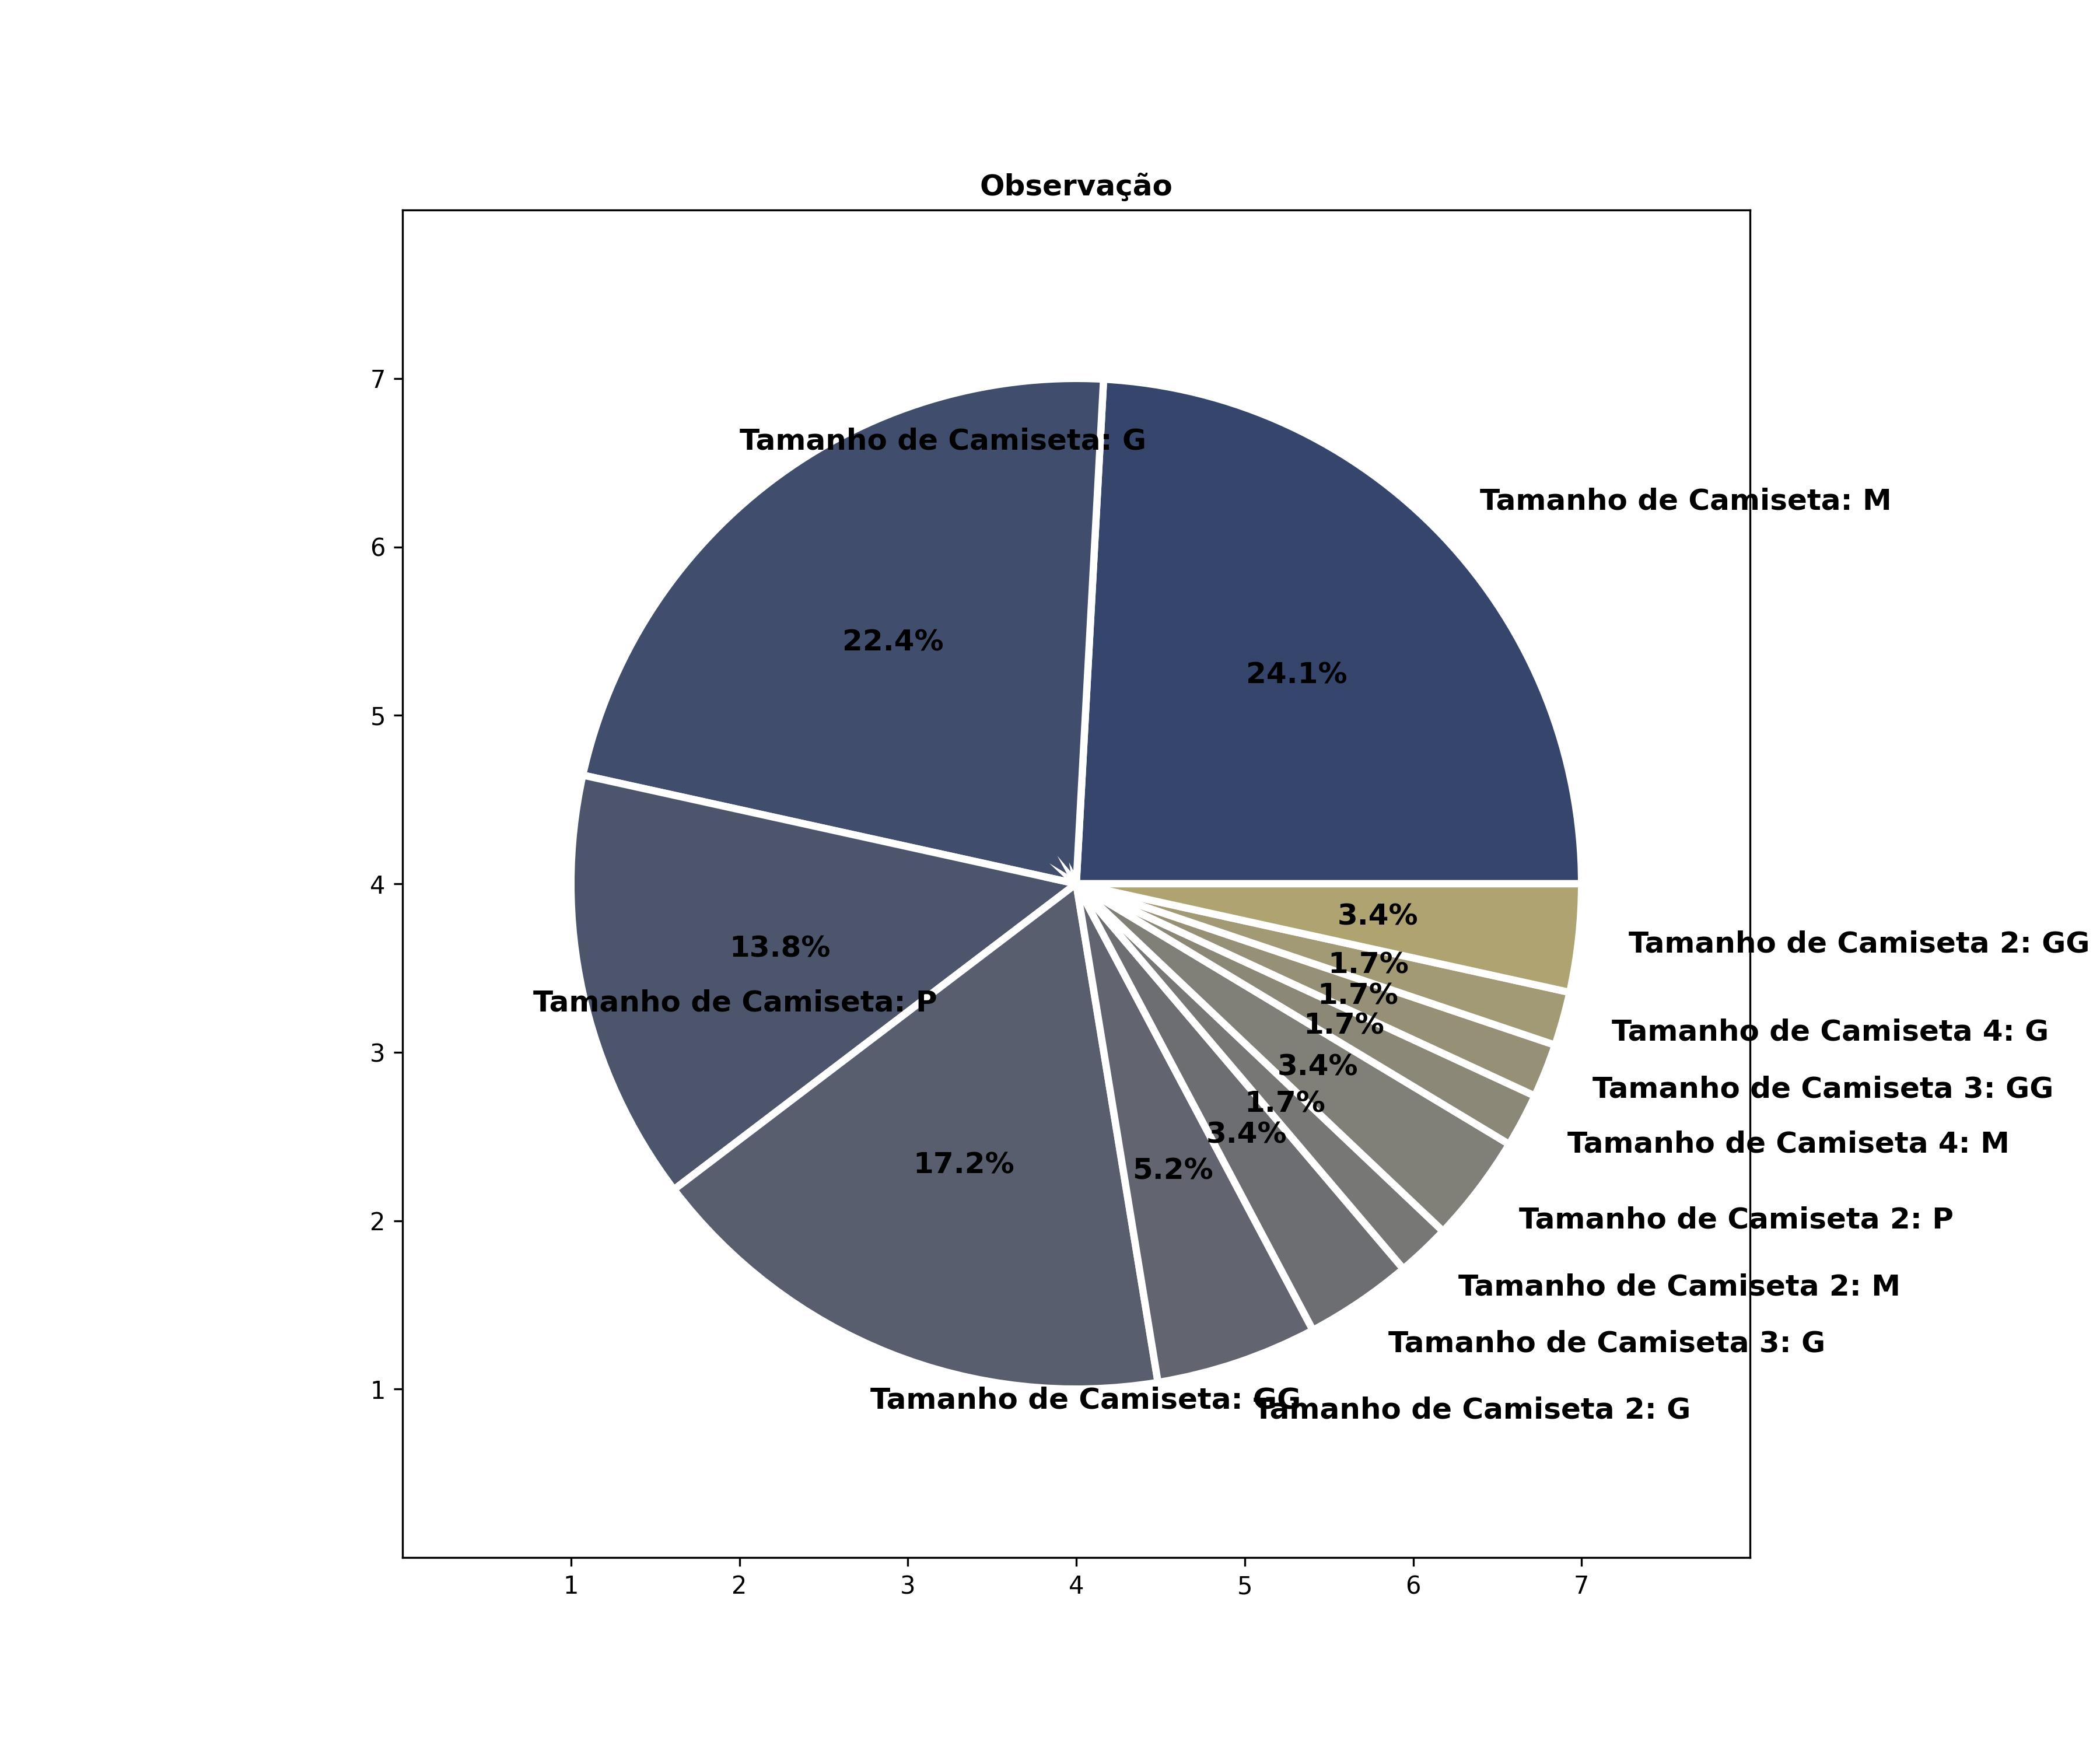 Observação
7
Tamanho de Camiseta: G
Tamanho de Camiseta: M
6
22.4%
24.1%
5
4
3.4%
13.8%
Tamanho de Camiseta 2: GG
1.7%
1.7%
Tamanho de Camiseta: P
1.7%
Tamanho de Camiseta 4: G
3
3.4%
Tamanho de Camiseta 3: GG
1.7%
3.4%
Tamanho de Camiseta 4: M
17.2%
5.2%
2
Tamanho de Camiseta 2: P
Tamanho de Camiseta 2: M
Tamanho de Camiseta 3: G
1
Tamanho de Camiseta: GG
Tamanho de Camiseta 2: G
1 2 3 4 5 6 7